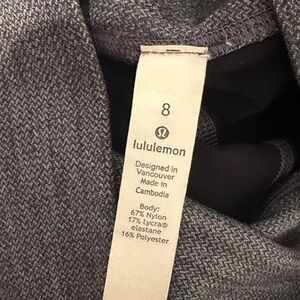 8
lululemon
Designed in
Vancouver
Made in
Cambodia
Body:
67% Nylon
17% Lycra®
elastane
16% Polyester